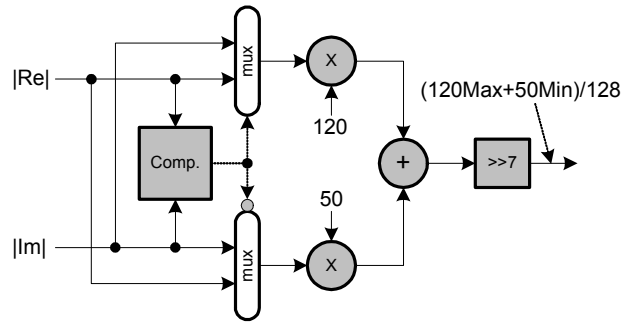 mux
|Re|
X
(120Max+50Min)/128
120
Comp.
+
>>7
50
|Im|
mux
X